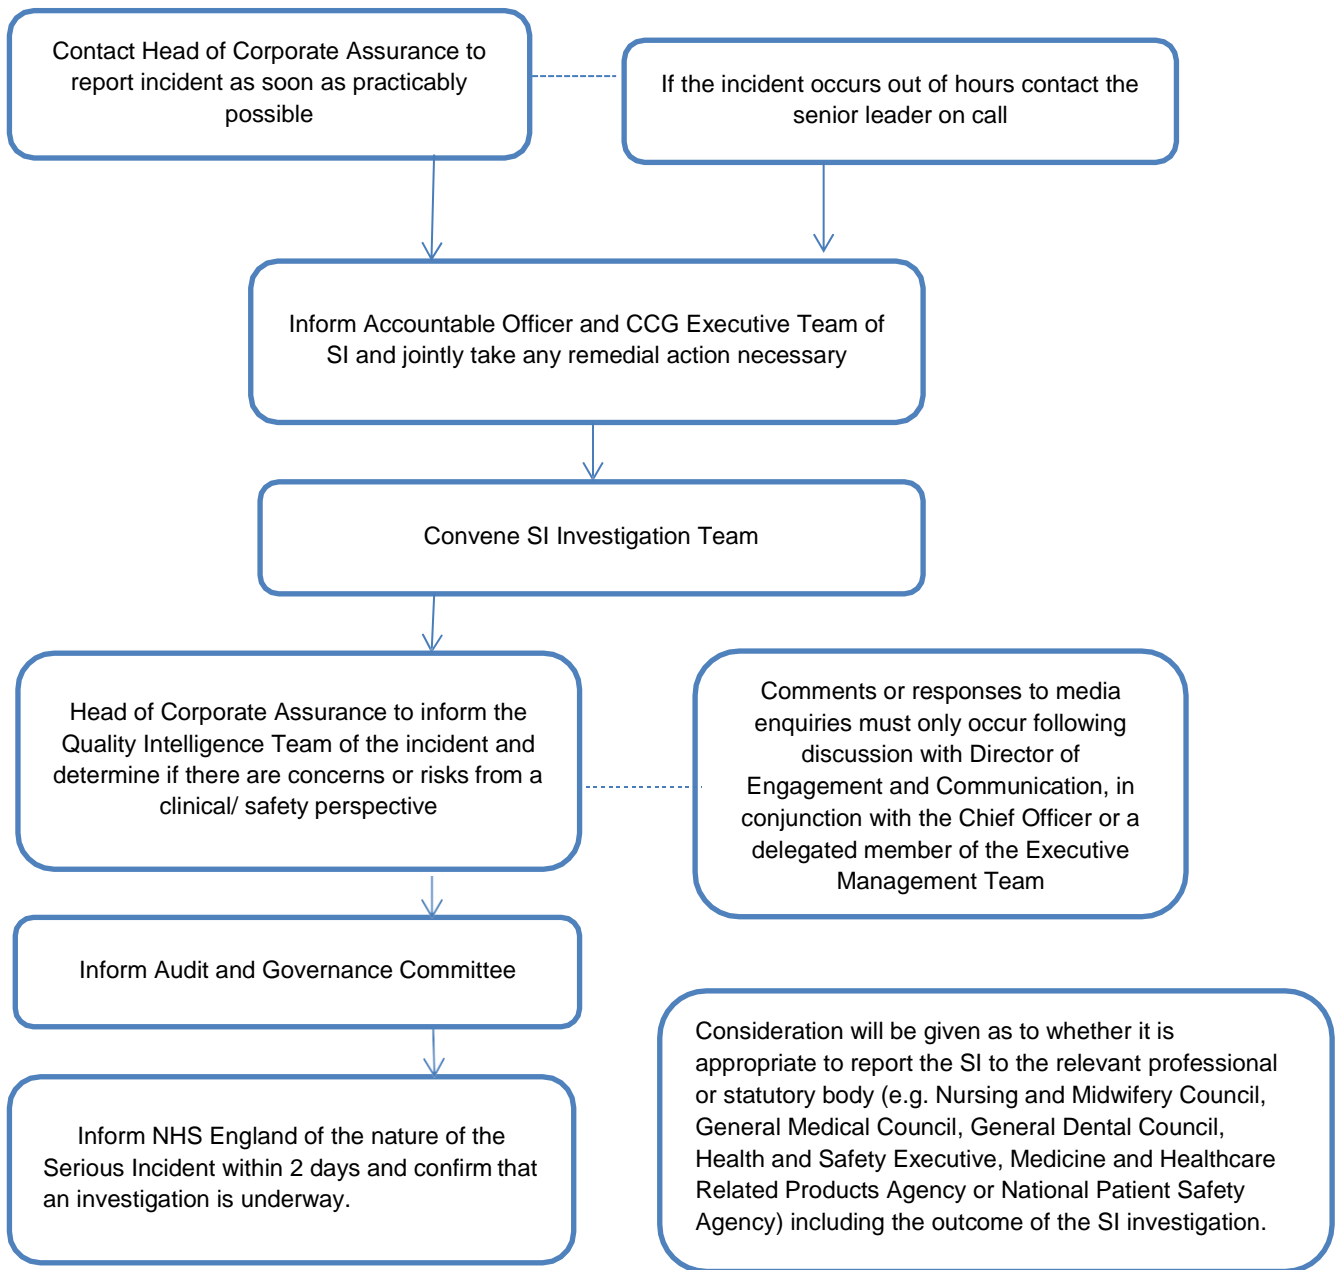 Contact Head of Corporate Assurance to
report incident as soon as practicably
possible
If the incident occurs out of hours contact the
senior leader on call
Inform Accountable Officer and CCG Executive Team of
SI and jointly take any remedial action necessary
Convene SI Investigation Team
Head of Corporate Assurance to inform the
Quality Intelligence Team of the incident and
determine if there are concerns or risks from a
clinical/ safety perspective
Comments or responses to media
enquiries must only occur following
discussion with Director of
Engagement and Communication, in
conjunction with the Chief Officer or a
delegated member of the Executive
Management Team
Inform Audit and Governance Committee
Consideration will be given as to whether it is
appropriate to report the SI to the relevant professional
or statutory body (e.g. Nursing and Midwifery Council,
General Medical Council, General Dental Council,
Health and Safety Executive, Medicine and Healthcare
Related Products Agency or National Patient Safety
Agency) including the outcome of the SI investigation.
Inform NHS England of the nature of the
Serious Incident within 2 days and confirm that
an investigation is underway.